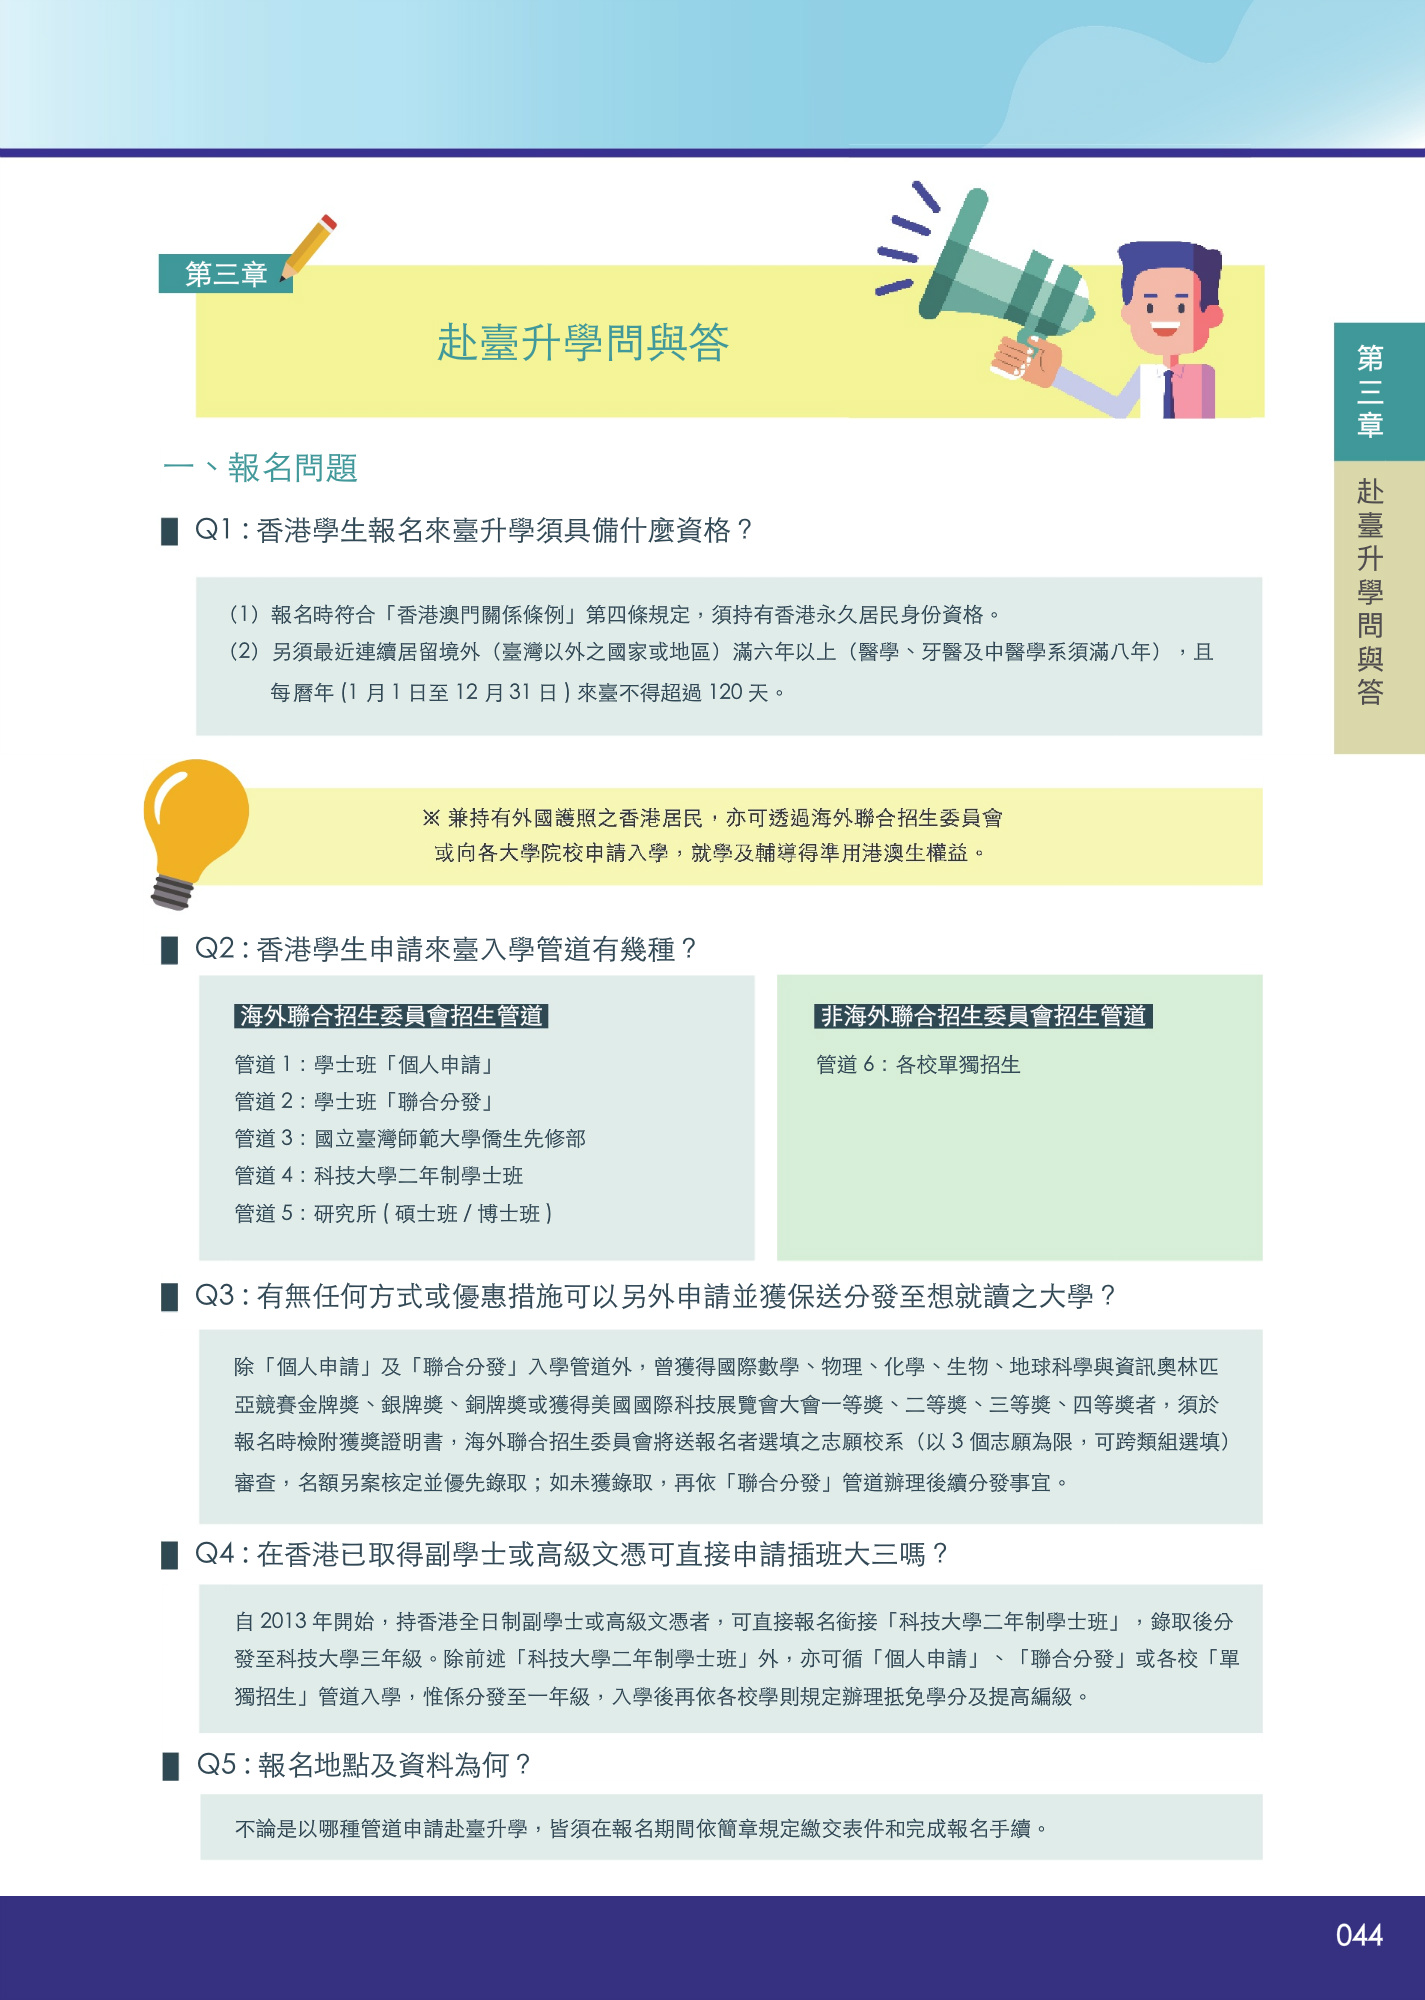 第三章
赴臺升學問與答
一、報名問題
Q1：香港學生報名來臺升學須具備什麼資格？
（1）報名時符合「香港澳門關係條例」第四條規定，須持有香港永久居民身份資格。
（2）另須最近連續居留境外（臺灣以外之國家或地區）滿六年以上（醫學、牙醫及中醫學系須滿八年），且
每曆年 (1 月 1 日至 12 月 31 日 ) 來臺不得超過 120 天。
※ 兼持有外國護照之香港居民，亦可透過海外聯合招生委員會
或向各大學院校申請入學，就學及輔導得準用港澳生權益。
Q2：香港學生申請來臺入學管道有幾種？
海外聯合招生委員會招生管道
管道 1：學士班「個人申請」
管道 2：學士班「聯合分發」
管道 3：國立臺灣師範大學僑生先修部
管道 4：科技大學二年制學士班
管道 5：研究所 ( 碩士班 / 博士班 )
非海外聯合招生委員會招生管道
管道 6：各校單獨招生
Q3：有無任何方式或優惠措施可以另外申請並獲保送分發至想就讀之大學？
除「個人申請」及「聯合分發」入學管道外，曾獲得國際數學、物理、化學、生物、地球科學與資訊奧林匹
亞競賽金牌獎、銀牌獎、銅牌獎或獲得美國國際科技展覽會大會一等獎、二等獎、三等獎、四等獎者，須於
報名時檢附獲獎證明書，海外聯合招生委員會將送報名者選填之志願校系（以 3 個志願為限，可跨類組選填）
審查，名額另案核定並優先錄取；如未獲錄取，再依「聯合分發」管道辦理後續分發事宜。
Q4：在香港已取得副學士或高級文憑可直接申請插班大三嗎？
自 2013 年開始，持香港全日制副學士或高級文憑者，可直接報名銜接「科技大學二年制學士班」，錄取後分
發至科技大學三年級。除前述「科技大學二年制學士班」外，亦可循「個人申請」、「聯合分發」或各校「單
獨招生」管道入學，惟係分發至一年級，入學後再依各校學則規定辦理抵免學分及提高編級。
Q5：報名地點及資料為何？
不論是以哪種管道申請赴臺升學，皆須在報名期間依簡章規定繳交表件和完成報名手續。
第三章
赴臺升學問與答
044